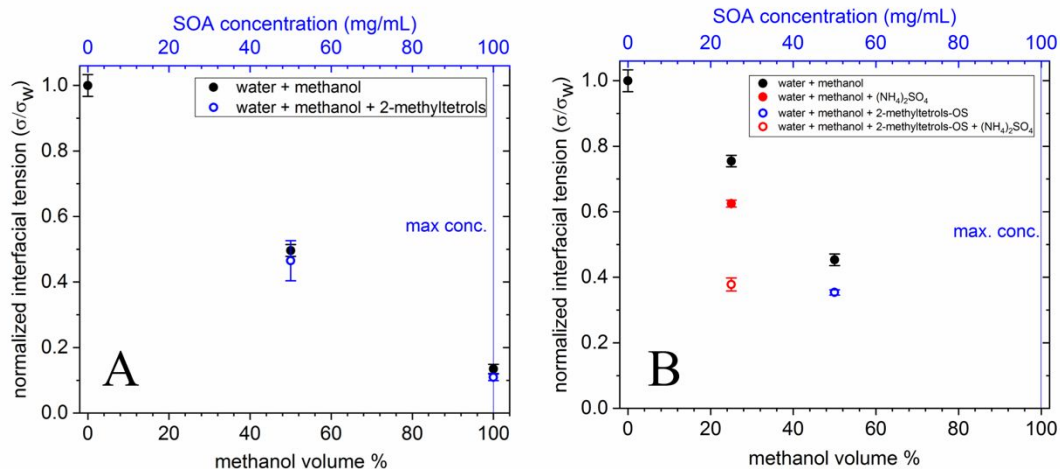 SOA concentration (mg/mL)
0 20 40 60 80 100
normalized interfacial tension (σ/σw)
1.0
0.8
0.6
0.4
0.2
0.0
water + methanol
water + methanol + 2-methyltetrols
max conc.
A
0 20 40 60 80 100
methanol volume %
SOA concentration (mg/mL)
0 20 40 60 80 100
normalized interfacial tension (σ/σw)
1.0
0.8
0.6
0.4
0.2
0.0
water + methanol
water + methanol + (NH₄)₂SO₄
water + methanol + 2-methyltetrols-OS
water + methanol + 2-methyltetrols-OS + (NH₄)₂SO₄
max. conc.
B
0 20 40 60 80 100
methanol volume %